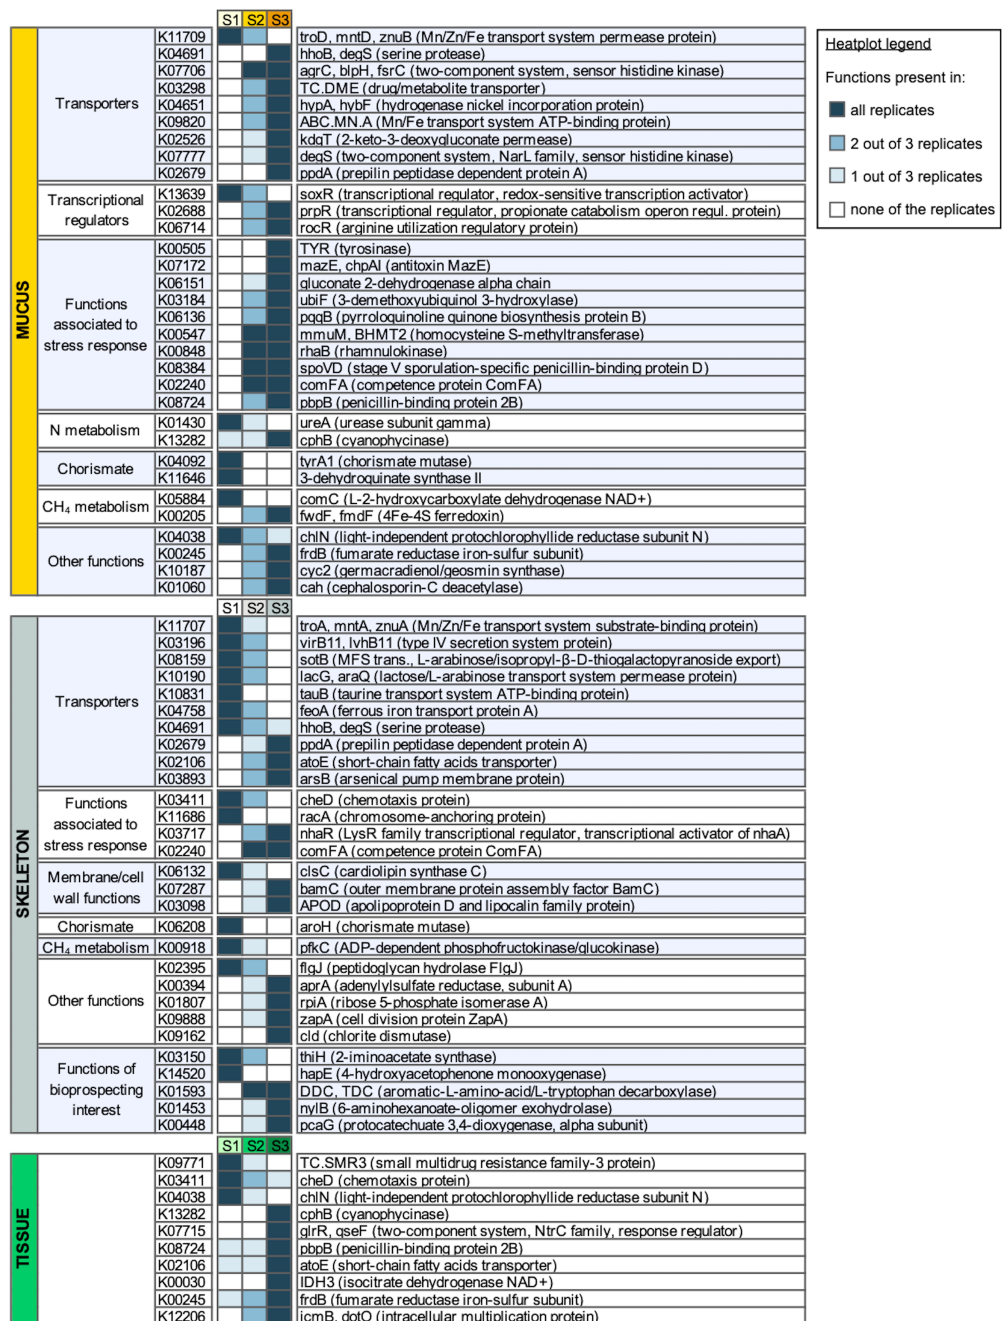 S1 S2 S3
Heatplot legend
Functions present in:
all replicates
2 out of 3 replicates
1 out of 3 replicates
none of the replicates
MUCUS
Transporters
K11709 troD, mntD, znuB (Mn/Zn/Fe transport system permease protein)
K04691 hhoB, degS (serine protease)
K07706 agrC, blpH, fsrC (two-component system, sensor histidine kinase)
K03298 TC.DME (drug/metabolite transporter)
K04651 hypA, hybF (hydrogenase nickel incorporation protein)
K09820 ABC.MN.A (Mn/Fe transport system ATP-binding protein)
K02526 kdgT (2-keto-3-deoxygluconate permease)
K07777 degS (two-component system, NarL family, sensor histidine kinase)
K02679 ppdA (prepilin peptidase dependent protein A)
Transcriptional
regulators
K13639 soxR (transcriptional regulator, redox-sensitive transcription activator)
K02688 prpR (transcriptional regulator, propionate catabolism operon regul. protein)
K06714 rocR (arginine utilization regulatory protein)
Functions
associated to
stress response
K00505 TYR (tyrosinase)
K07172 mazE, chpAI (antitoxin MazE)
K06151 gluconate 2-dehydrogenase alpha chain
K03184 ubiF (3-demethoxyubiquinol 3-hydroxylase)
K06136 pqqB (pyrroloquinoline quinone biosynthesis protein B)
K00547 mmuM, BHMT2 (homocysteine S-methyltransferase)
K00848 rhaB (rhamnulokinase)
K08384 spoVD (stage V sporulation-specific penicillin-binding protein D)
K02240 comFA (competence protein ComFA)
K08724 pbpB (penicillin-binding protein 2B)
N metabolism
K01430 ureA (urease subunit gamma)
K13282 cphB (cyanophycinase)
Chorismate
K04092 tyrA1 (chorismate mutase)
K11646 3-dehydroquinate synthase II
CH₄ metabolism
K05884 comC (L-2-hydroxycarboxylate dehydrogenase NAD+)
K00205 fwdF, fmdF (4Fe-4S ferredoxin)
Other functions
K04038 chlN (light-independent protochlorophyllide reductase subunit N)
K00245 frdB (fumarate reductase iron-sulfur subunit)
K10187 cyc2 (germacradienol/geosmin synthase)
K01060 cah (cephalosporin-C deacetylase)
S1 S2 S3
SKELETON
Transporters
K11707 troA, mntA, znuA (Mn/Zn/Fe transport system substrate-binding protein)
K03196 virB11, lvhB11 (type IV secretion system protein)
K08159 sotB (MFS trans., L-arabinose/isopropyl-β-D-thiogalactopyranoside export)
K10190 lacG, araQ (lactose/L-arabinose transport system permease protein)
K10831 tauB (taurine transport system ATP-binding protein)
K04758 feoA (ferrous iron transport protein A)
K04691 hhoB, degS (serine protease)
K02679 ppdA (prepilin peptidase dependent protein A)
K02106 atoE (short-chain fatty acids transporter)
K03893 arsB (arsenical pump membrane protein)
Functions
associated to
stress response
K03411 cheD (chemotaxis protein)
K11686 racA (chromosome-anchoring protein)
K03717 nhaR (LysR family transcriptional regulator, transcriptional activator of nhaA)
K02240 comFA (competence protein ComFA)
Membrane/cell
wall functions
K06132 clsC (cardiolipin synthase C)
K07287 bamC (outer membrane protein assembly factor BamC)
K03098 APOD (apolipoprotein D and lipocalin family protein)
Chorismate K06208 aroH (chorismate mutase)
CH₄ metabolism K00918 pfkC (ADP-dependent phosphofructokinase/glucokinase)
Other functions
K02395 flgJ (peptidoglycan hydrolase FlgJ)
K00394 aprA (adenylylsulfate reductase, subunit A)
K01807 rpiA (ribose 5-phosphate isomerase A)
K09888 zapA (cell division protein ZapA)
K09162 cld (chlorite dismutase)
Functions of
bioprospecting
interest
K03150 thiH (2-iminoacetate synthase)
K14520 hapE (4-hydroxyacetophenone monooxygenase)
K01593 DDC, TDC (aromatic-L-amino-acid/L-tryptophan decarboxylase)
K01453 nylB (6-aminohexanoate-oligomer exohydrolase)
K00448 pcaG (protocatechuate 3,4-dioxygenase, alpha subunit)
S1 S2 S3
TISSUE
K09771 TC.SMR3 (small multidrug resistance family-3 protein)
K03411 cheD (chemotaxis protein)
K04038 chlN (light-independent protochlorophyllide reductase subunit N)
K13282 cphB (cyanophycinase)
K07715 glrR, qseF (two-component system, NtrC family, response regulator)
K08724 pbpB (penicillin-binding protein 2B)
K02106 atoE (short-chain fatty acids transporter)
K00030 IDH3 (isocitrate dehydrogenase NAD+)
K00245 frdB (fumarate reductase iron-sulfur subunit)
K12206 icmB, dotO (intracellular multiplication protein)